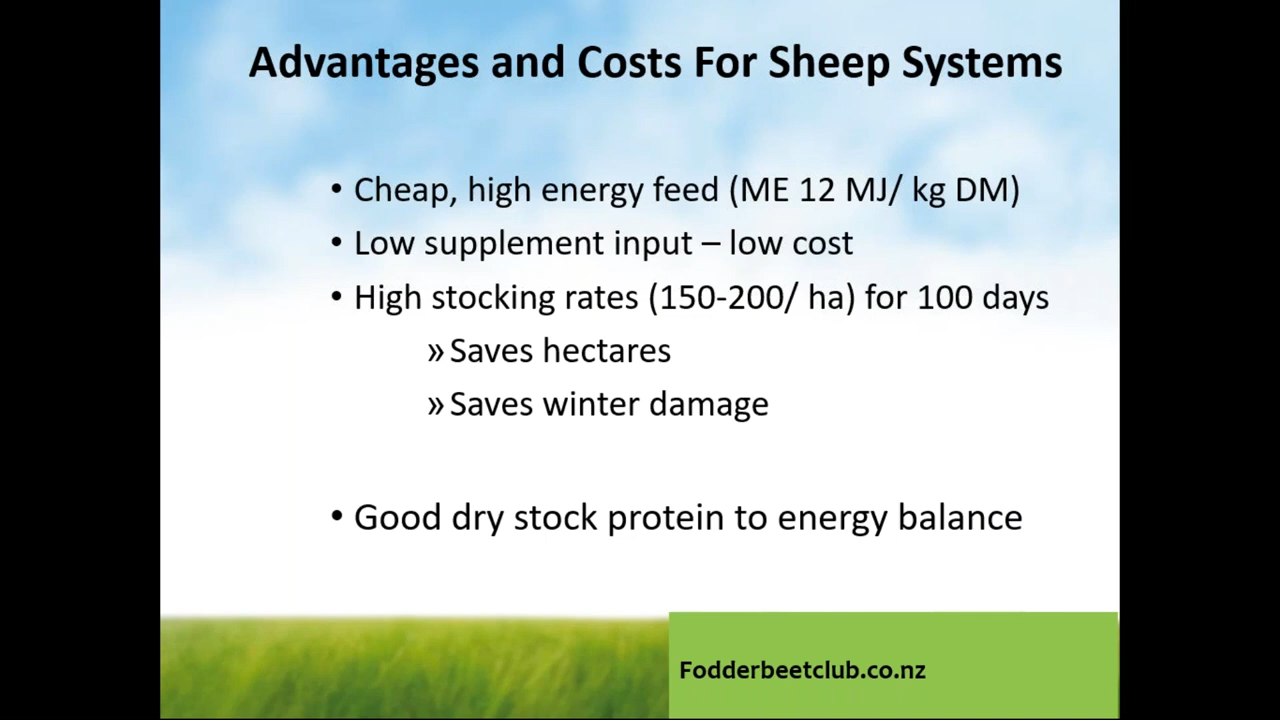 Advantages and Costs For Sheep Systems
• Cheap, high energy feed (ME 12 MJ/ kg DM)
• Low supplement input – low cost
• High stocking rates (150-200/ ha) for 100 days
» Saves hectares
» Saves winter damage
• Good dry stock protein to energy balance
Fodderbeetclub.co.nz